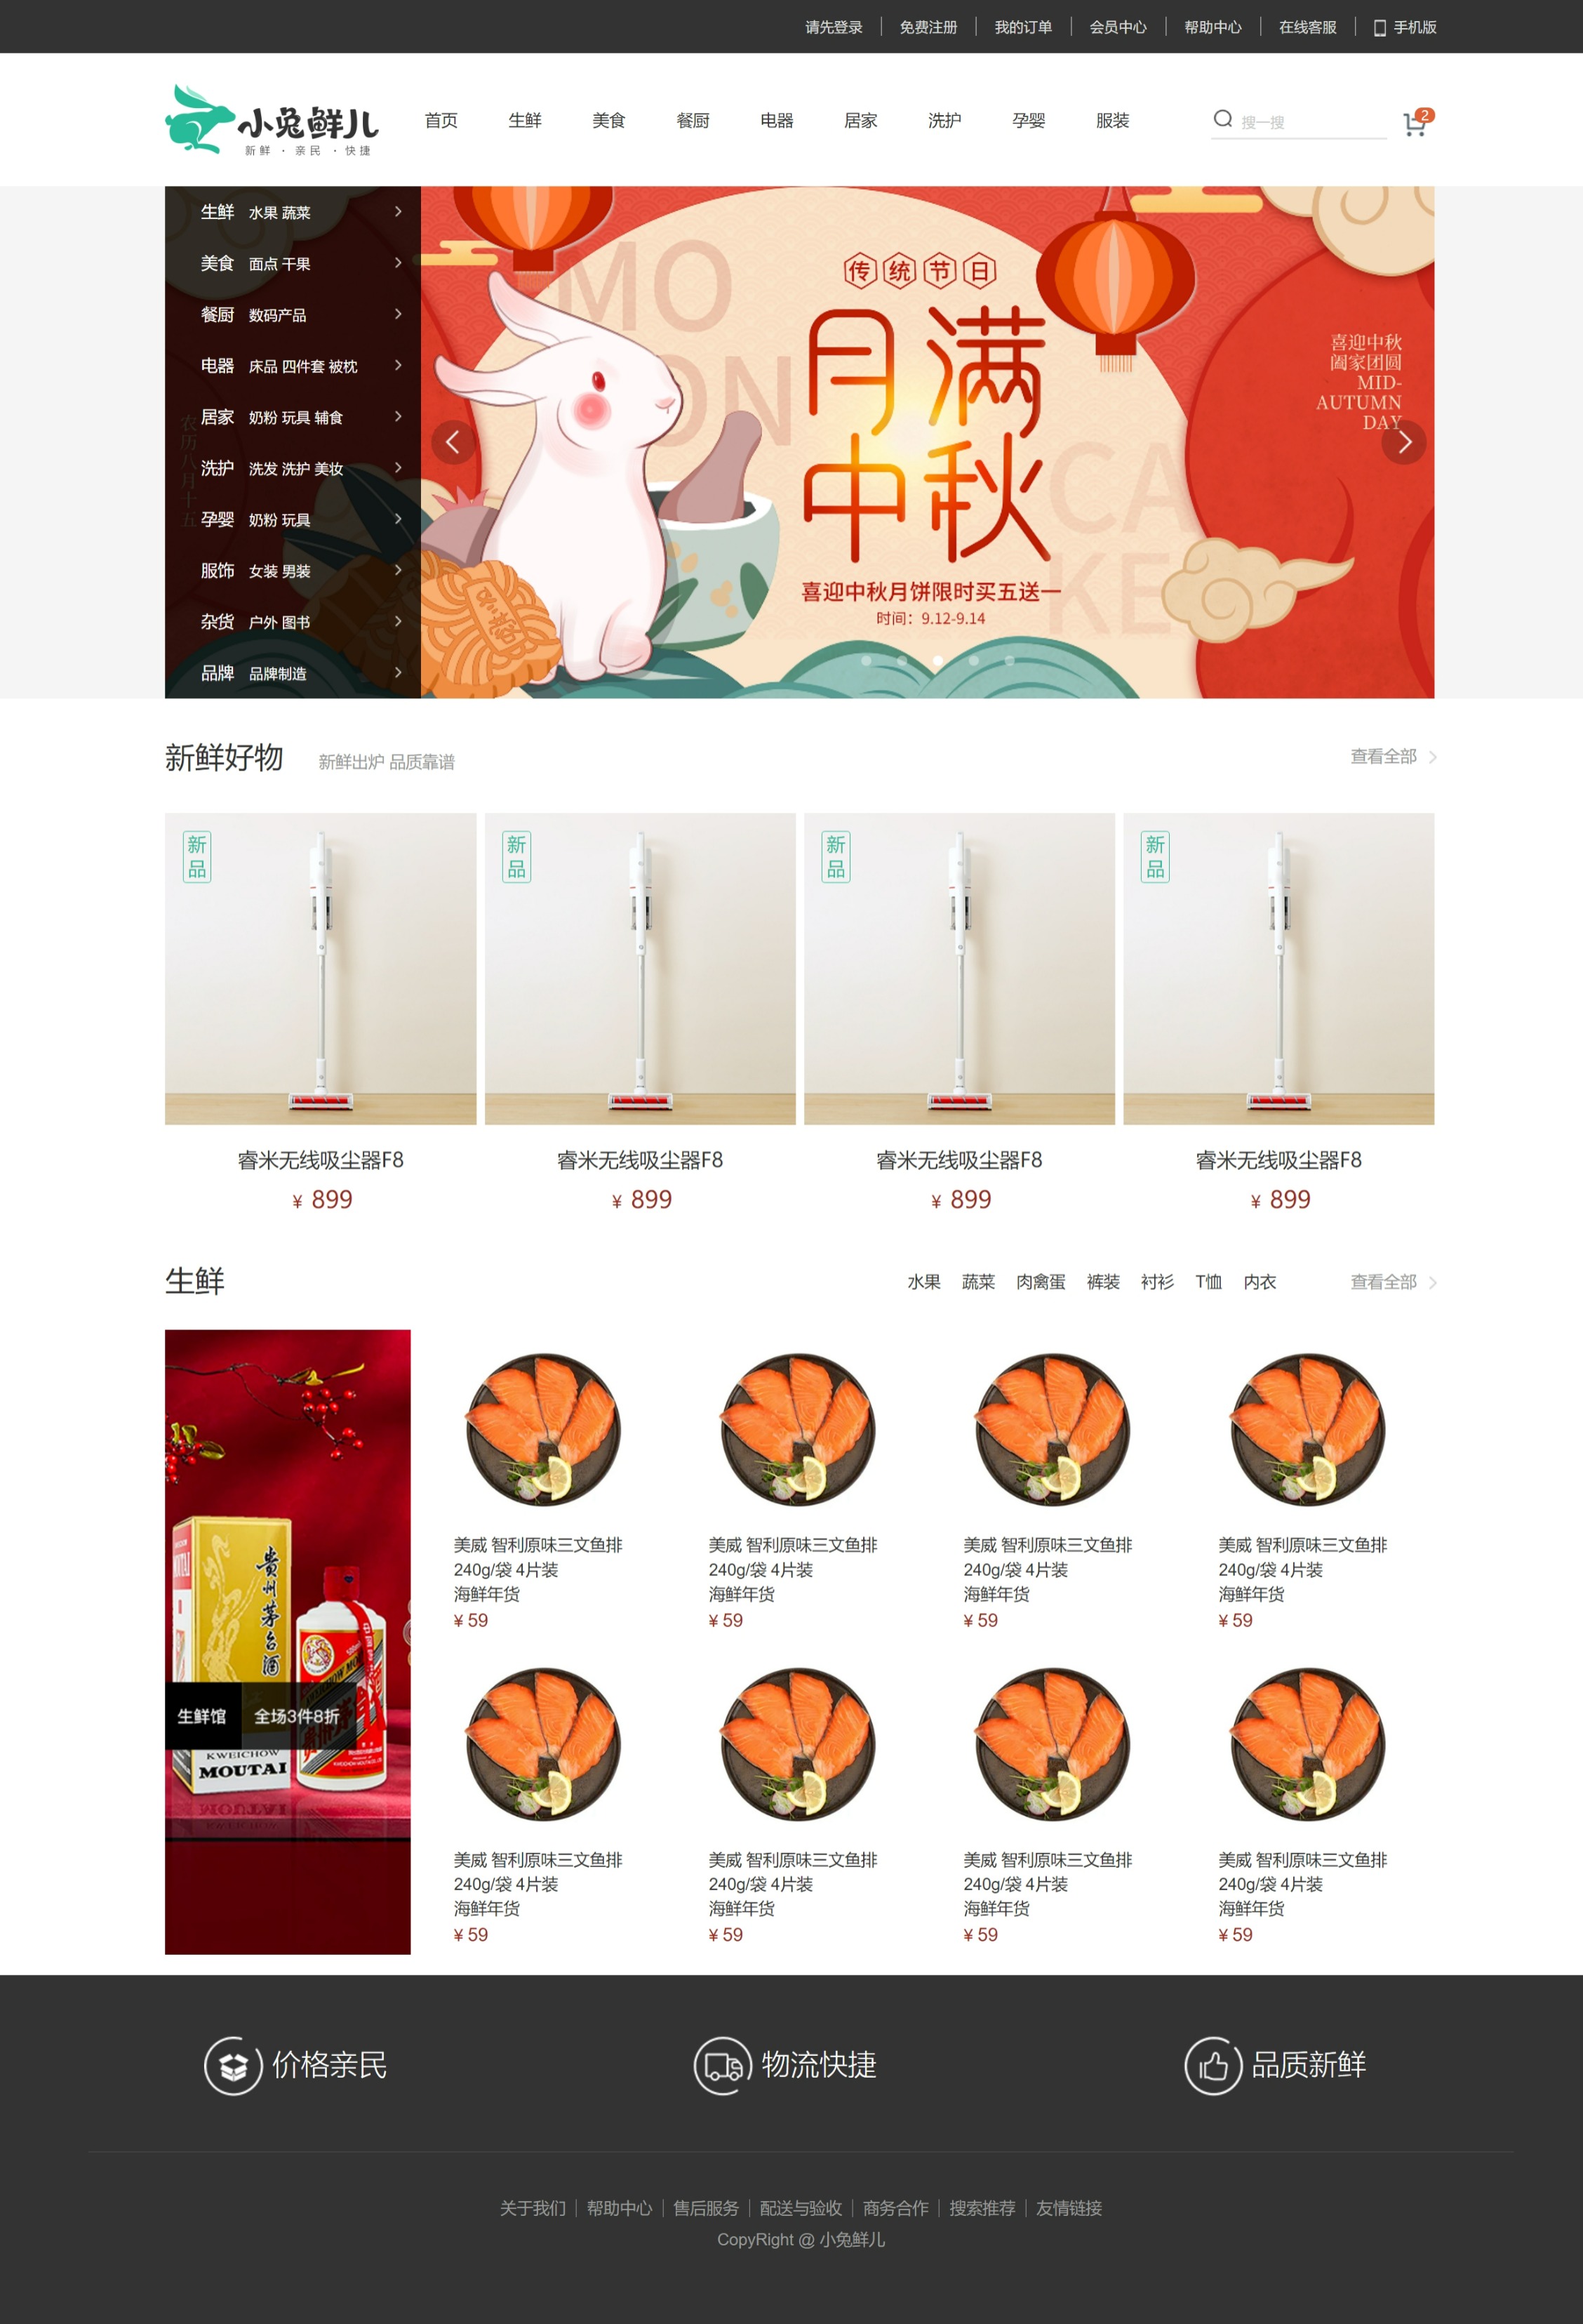 请先登录 免费注册 我的订单 会员中心 帮助中心 在线客服 手机版
小兔鲜儿
新鲜 · 亲民 · 快捷
首页 生鲜 美食 餐厨 电器 居家 洗护 孕婴 服装
搜一搜
2
生鲜 水果 蔬菜
美食 面点 干果
餐厨 数码产品
电器 床品 四件套 被枕
居家 奶粉 玩具 辅食
洗护 洗发 洗护 美妆
孕婴 奶粉 玩具
服饰 女装 男装
杂货 户外 图书
品牌 品牌制造
农历八月十五
MO
ON
CA
KE
传统节日
月满
中秋
喜迎中秋月饼限时买五送一
时间：9.12-9.14
喜迎中秋
阖家团圆
MID-
AUTUMN
DAY
新鲜好物 新鲜出炉 品质靠谱 查看全部
新品 新品 新品 新品
睿米无线吸尘器F8 睿米无线吸尘器F8 睿米无线吸尘器F8 睿米无线吸尘器F8
¥ 899 ¥ 899 ¥ 899 ¥ 899
生鲜 水果 蔬菜 肉禽蛋 裤装 衬衫 T恤 内衣 查看全部
贵州茅台酒
生鲜馆 全场3件8折
KWEICHOW
MOUTAI
美威 智利原味三文鱼排 美威 智利原味三文鱼排 美威 智利原味三文鱼排 美威 智利原味三文鱼排
240g/袋 4片装 240g/袋 4片装 240g/袋 4片装 240g/袋 4片装
海鲜年货 海鲜年货 海鲜年货 海鲜年货
¥ 59 ¥ 59 ¥ 59 ¥ 59
美威 智利原味三文鱼排 美威 智利原味三文鱼排 美威 智利原味三文鱼排 美威 智利原味三文鱼排
240g/袋 4片装 240g/袋 4片装 240g/袋 4片装 240g/袋 4片装
海鲜年货 海鲜年货 海鲜年货 海鲜年货
¥ 59 ¥ 59 ¥ 59 ¥ 59
价格亲民 物流快捷 品质新鲜
关于我们 帮助中心 售后服务 配送与验收 商务合作 搜索推荐 友情链接
CopyRight @ 小兔鲜儿